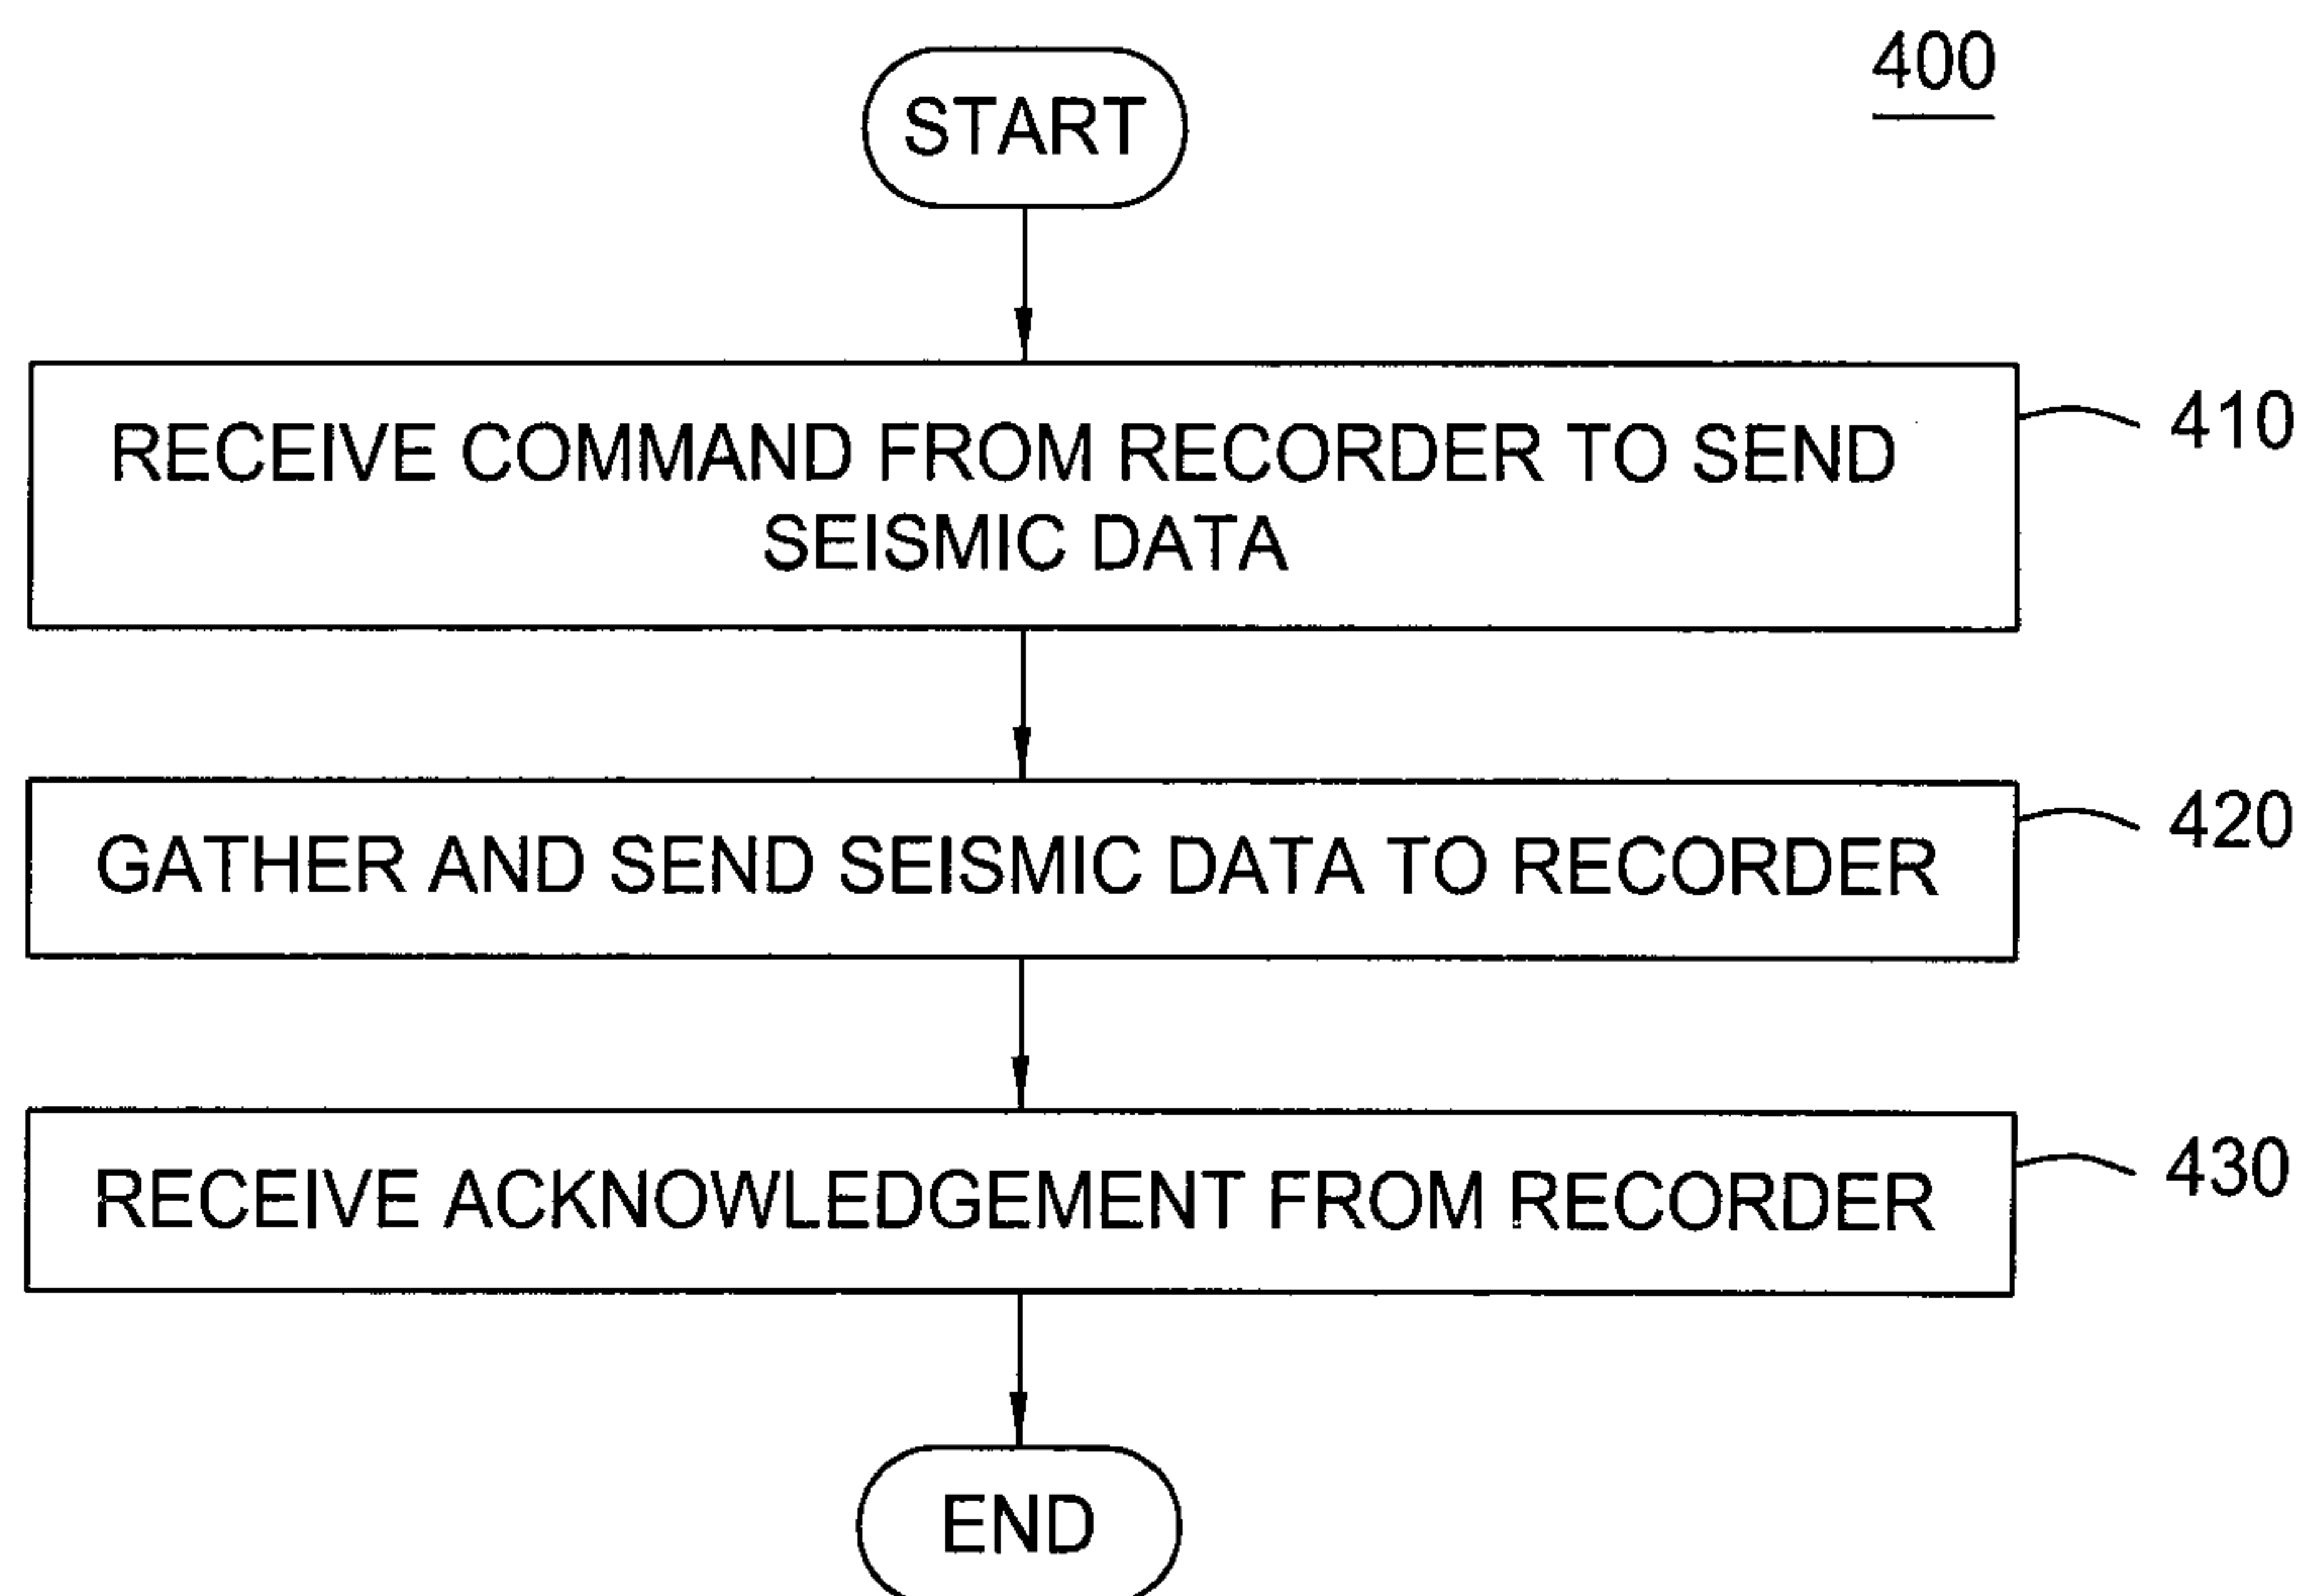 400
START
RECEIVE COMMAND FROM RECORDER TO SEND
SEISMIC DATA
410
GATHER AND SEND SEISMIC DATA TO RECORDER
420
RECEIVE ACKNOWLEDGEMENT FROM RECORDER
430
END